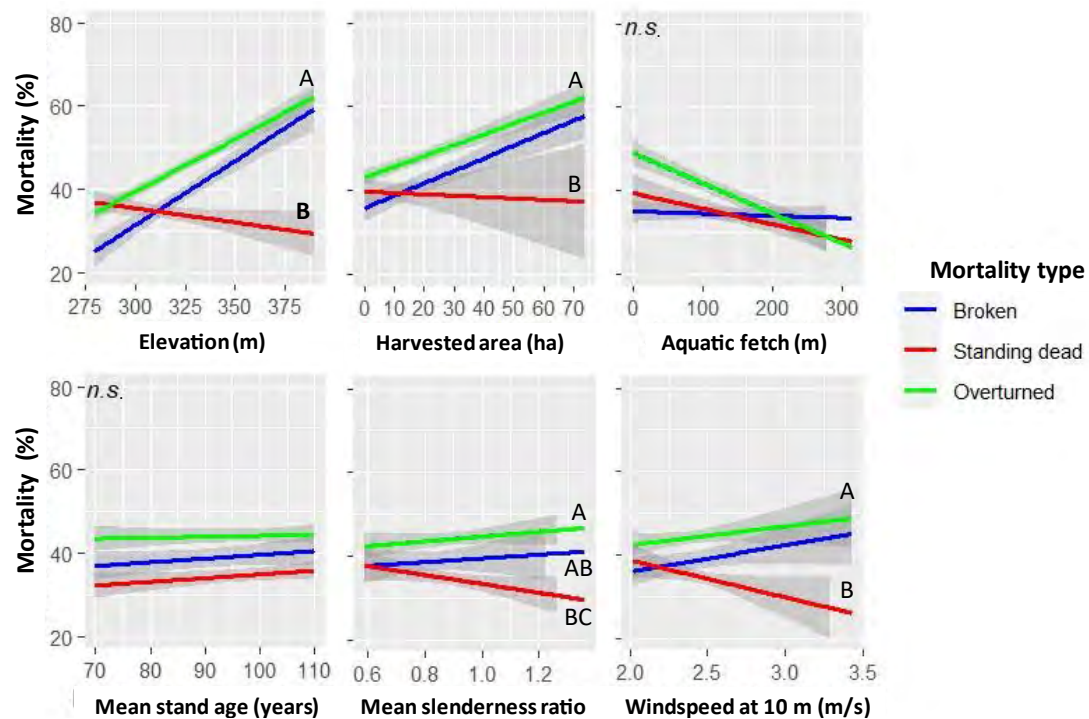 n.s.
80
60
40
20
Mortality (%)
A
B
275 300 325 350 375
Elevation (m)
A
B
0 10 20 30 40 50 60 70
Harvested area (ha)
0 100 200 300
Aquatic fetch (m)
Mortality type
Broken
Standing dead
Overturned
n.s.
80
60
40
20
Mortality (%)
70 80 90 100 110
Mean stand age (years)
A
AB
BC
0.6 0.8 1.0 1.2
Mean slenderness ratio
A
B
2.0 2.5 3.0 3.5
Windspeed at 10 m (m/s)